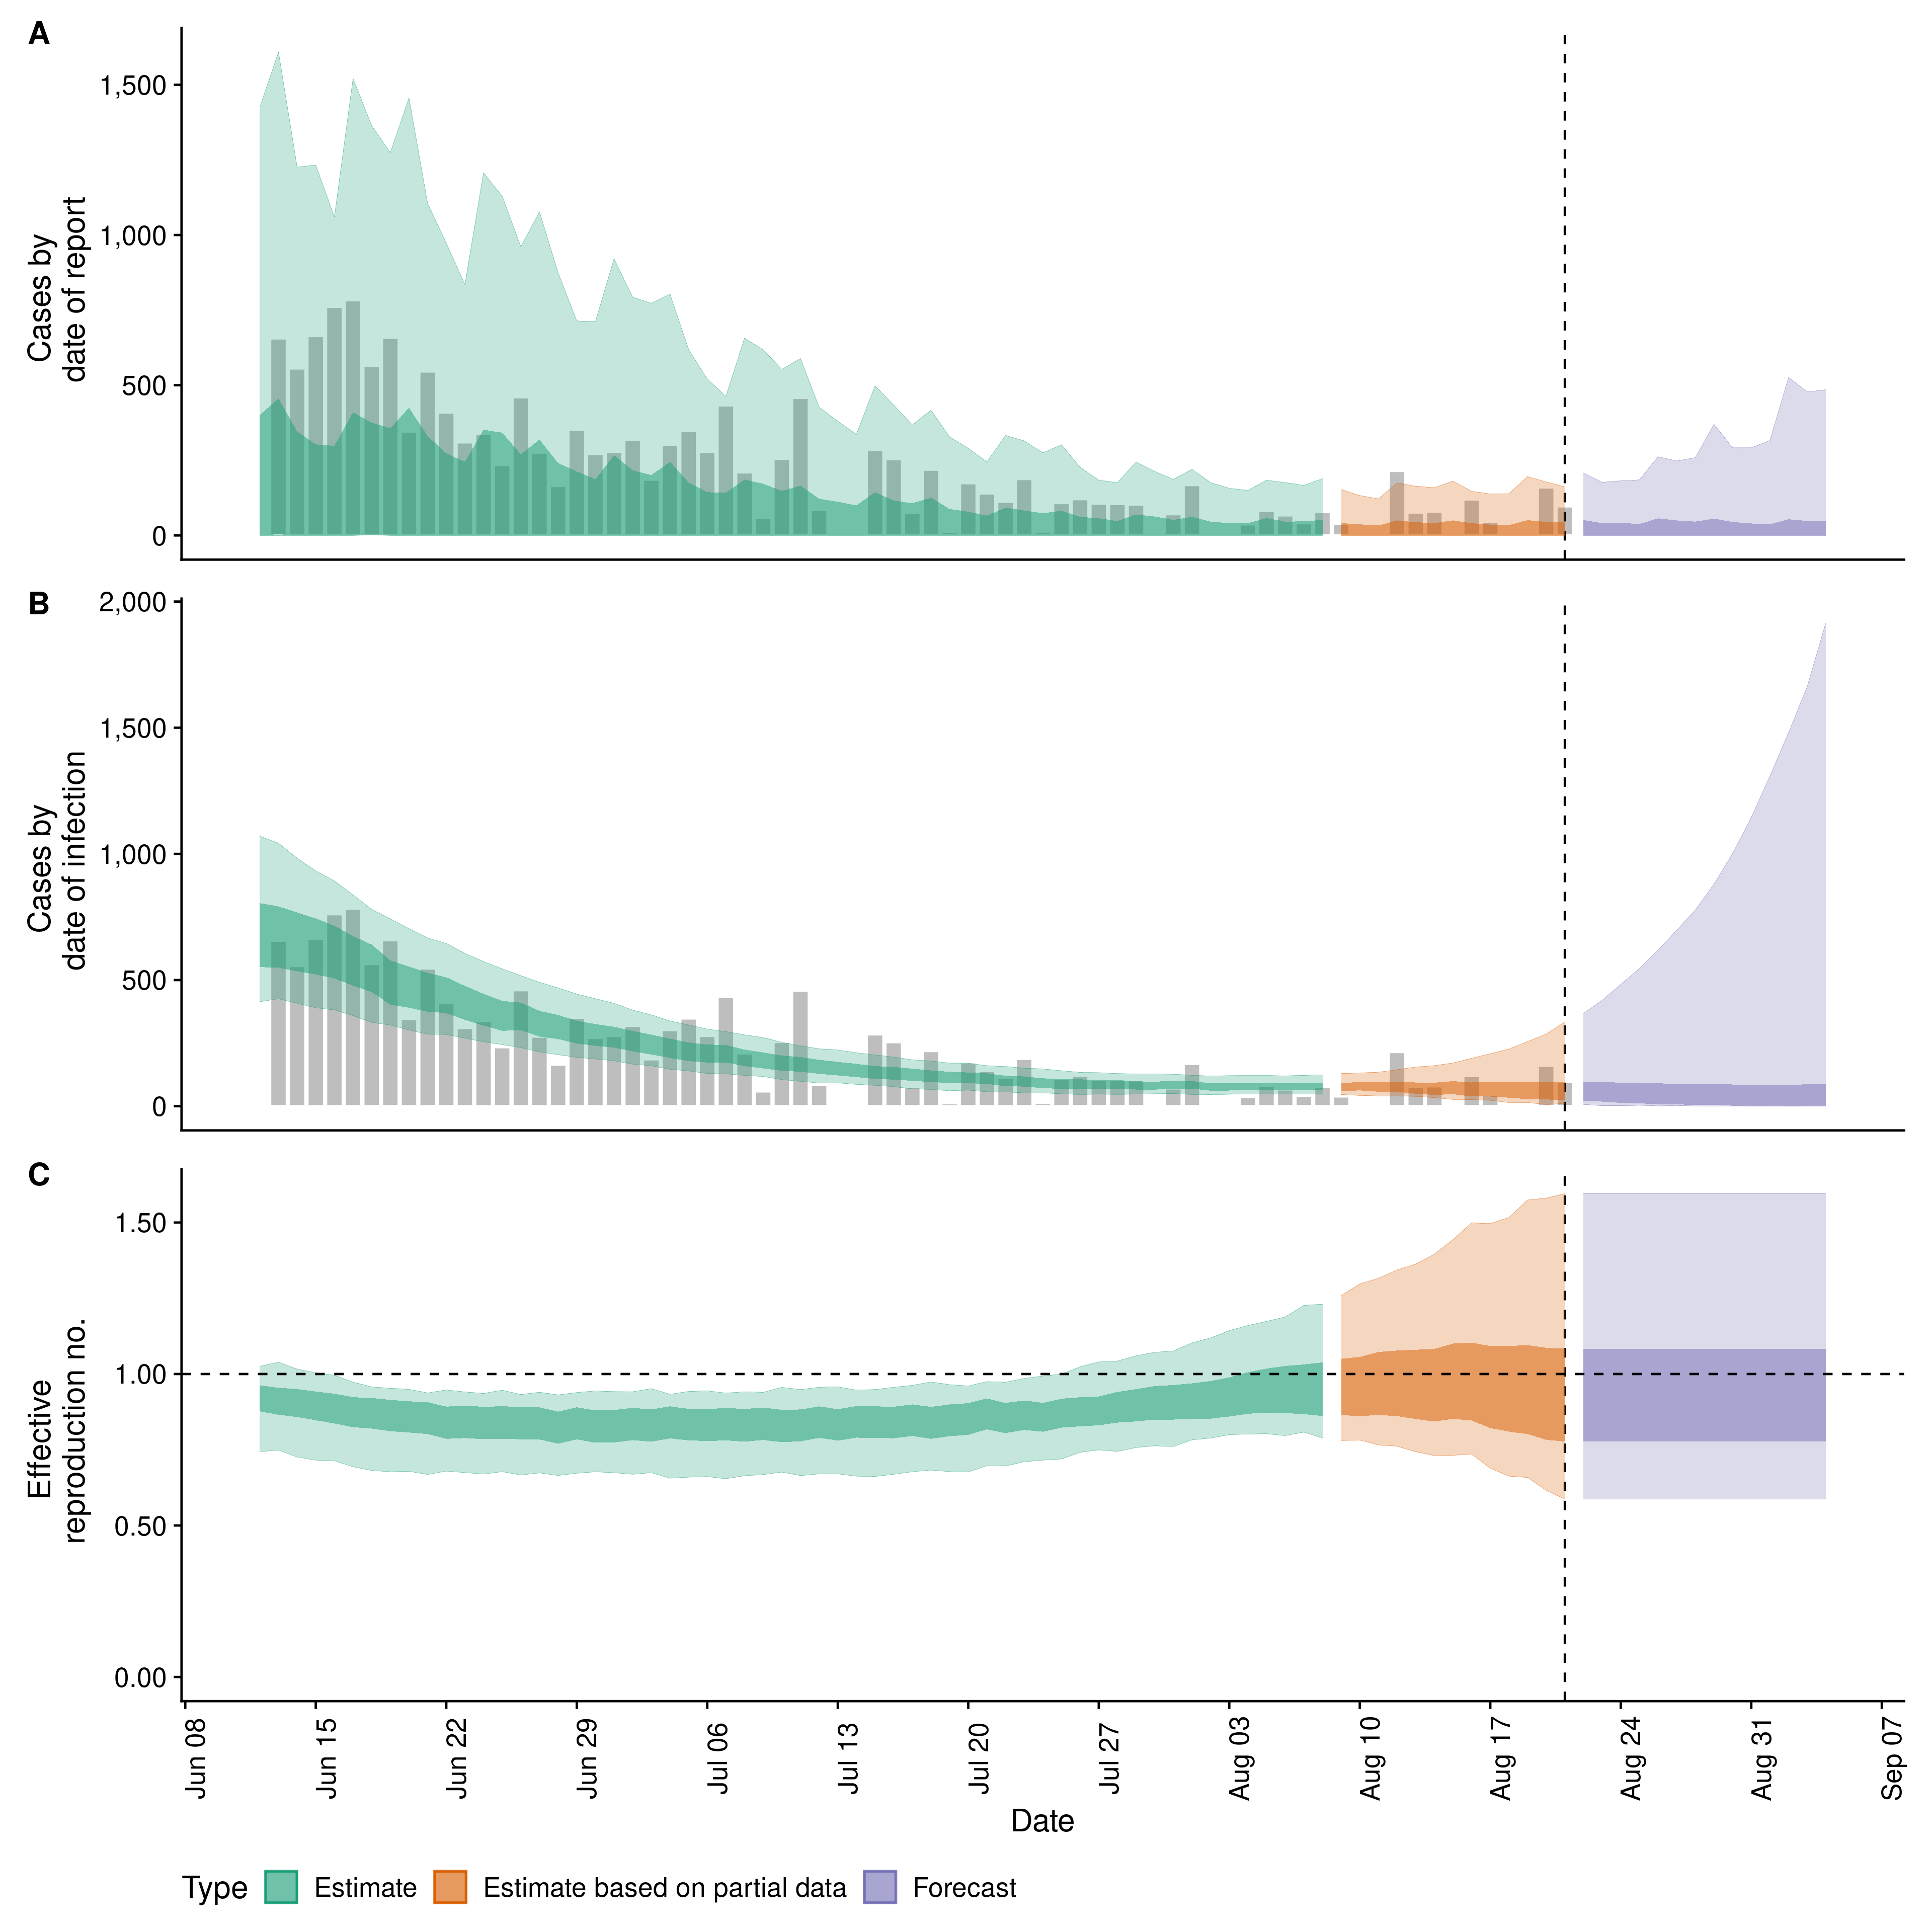 A
Cases by
date of report
1,500
1,000
500
0
B
Cases by
date of infection
2,000
1,500
1,000
500
0
C
Effective
reproduction no.
1.50
1.00
0.50
0.00
Jun 08
Jun 15
Jun 22
Jun 29
Jul 06
Jul 13
Jul 20
Jul 27
Aug 03
Aug 10
Aug 17
Aug 24
Aug 31
Sep 07
Date
Type Estimate Estimate based on partial data Forecast